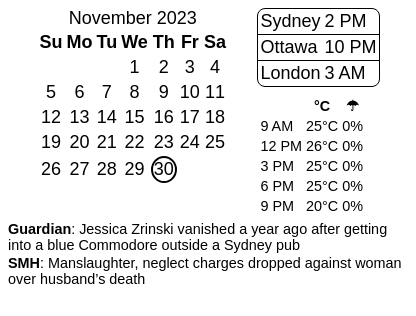 November 2023
Su Mo Tu We Th Fr Sa
1 2 3 4
5 6 7 8 9 10 11
12 13 14 15 16 17 18
19 20 21 22 23 24 25
26 27 28 29 30
Sydney 2 PM
Ottawa 10 PM
London 3 AM
°C ☂
9 AM 25°C 0%
12 PM 26°C 0%
3 PM 25°C 0%
6 PM 25°C 0%
9 PM 20°C 0%
Guardian: Jessica Zrinski vanished a year ago after getting
into a blue Commodore outside a Sydney pub
SMH: Manslaughter, neglect charges dropped against woman
over husband’s death